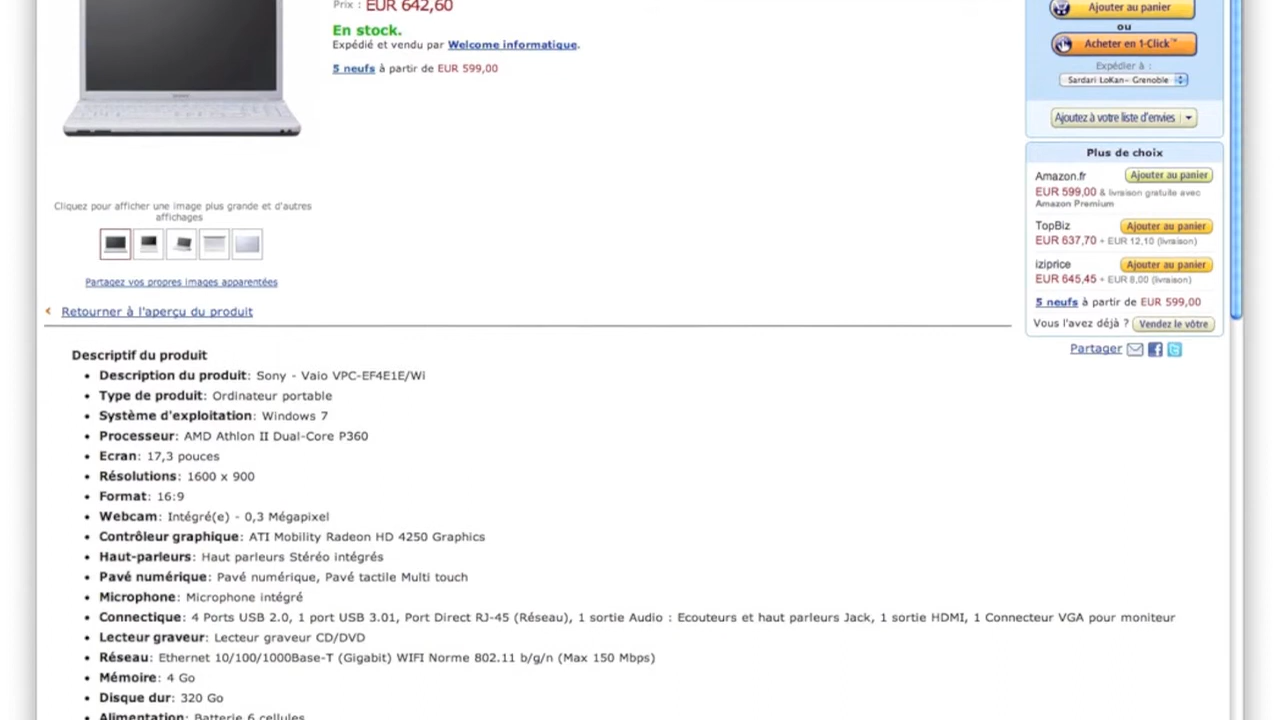 Prix : EUR 642,60
En stock.
Expédié et vendu par Welcome informatique.
5 neufs à partir de EUR 599,00
Cliquez pour afficher une image plus grande et d'autres
affichages
Partagez vos propres images apparentées
Retourner à l'aperçu du produit
Ajouter au panier
ou
Acheter en 1-Click™
Expédier à :
Sardari LoKan- Grenoble
Ajoutez à votre liste d'envies
Plus de choix
Amazon.fr Ajouter au panier
EUR 599,00 & livraison gratuite avec
Amazon Premium
TopBiz Ajouter au panier
EUR 637,70 + EUR 12,10 (livraison)
iziprice Ajouter au panier
EUR 645,45 + EUR 8,00 (livraison)
5 neufs à partir de EUR 599,00
Vous l'avez déjà ? Vendez le vôtre
Partager
Descriptif du produit
• Description du produit: Sony - Vaio VPC-EF4E1E/Wi
• Type de produit: Ordinateur portable
• Système d'exploitation: Windows 7
• Processeur: AMD Athlon II Dual-Core P360
• Ecran: 17,3 pouces
• Résolutions: 1600 x 900
• Format: 16:9
• Webcam: Intégré(e) - 0,3 Mégapixel
• Contrôleur graphique: ATI Mobility Radeon HD 4250 Graphics
• Haut-parleurs: Haut parleurs Stéréo intégrés
• Pavé numérique: Pavé numérique, Pavé tactile Multi touch
• Microphone: Microphone intégré
• Connectique: 4 Ports USB 2.0, 1 port USB 3.01, Port Direct RJ-45 (Réseau), 1 sortie Audio : Ecouteurs et haut parleurs Jack, 1 sortie HDMI, 1 Connecteur VGA pour moniteur
• Lecteur graveur: Lecteur graveur CD/DVD
• Réseau: Ethernet 10/100/1000Base-T (Gigabit) WIFI Norme 802.11 b/g/n (Max 150 Mbps)
• Mémoire: 4 Go
• Disque dur: 320 Go
• Alimentation: Batterie 6 cellules